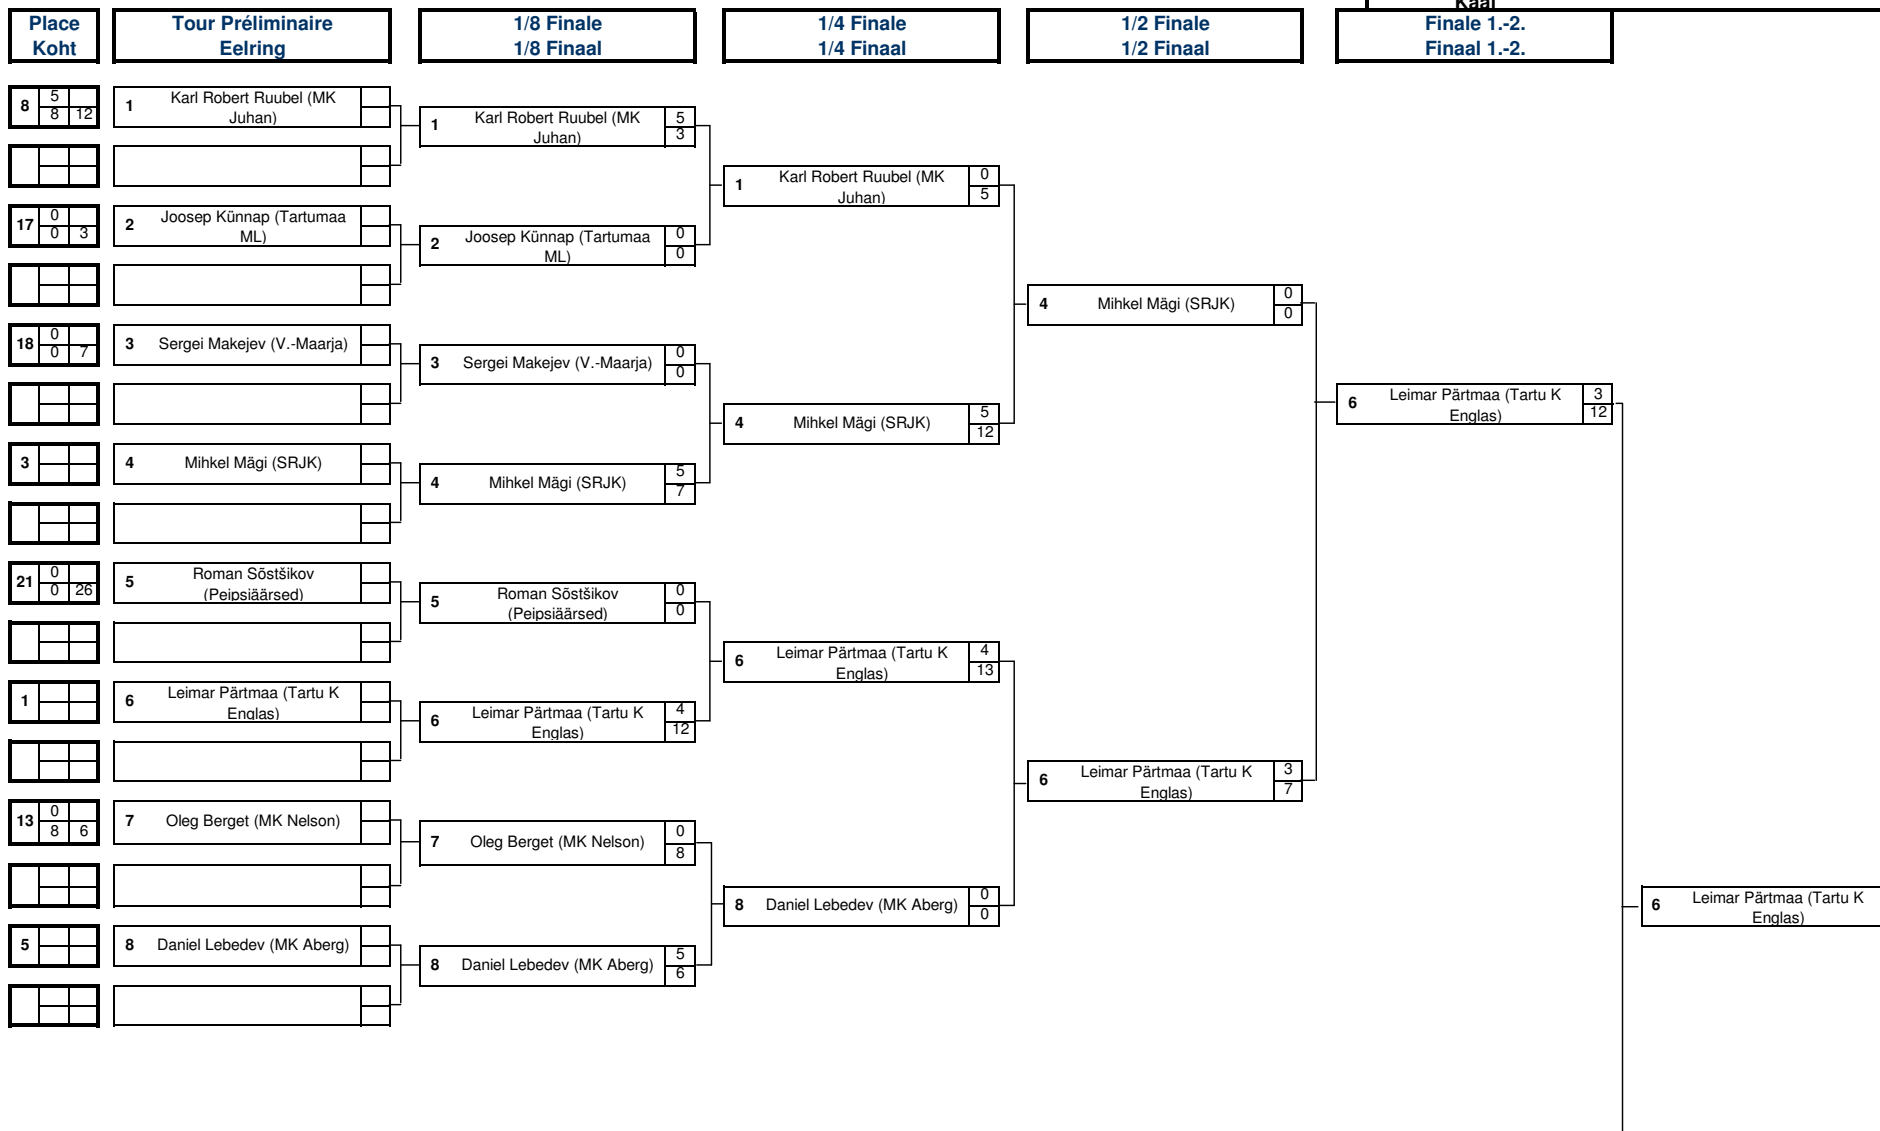 Kaal
Place
Koht
Tour Préliminaire
Eelring
1/8 Finale
1/8 Finaal
1/4 Finale
1/4 Finaal
1/2 Finale
1/2 Finaal
Finale 1.-2.
Finaal 1.-2.
8 5
8 12
1 Karl Robert Ruubel (MK
Juhan)
1 Karl Robert Ruubel (MK
Juhan)
5
3
1 Karl Robert Ruubel (MK
Juhan)
0
5
17 0
0 3
2 Joosep Künnap (Tartumaa
ML)
2 Joosep Künnap (Tartumaa
ML)
0
0
4 Mihkel Mägi (SRJK)
0
0
18 0
0 7
3 Sergei Makejev (V.-Maarja)
3 Sergei Makejev (V.-Maarja)
0
0
4 Mihkel Mägi (SRJK)
5
12
6 Leimar Pärtmaa (Tartu K
Englas)
3
12
3
4 Mihkel Mägi (SRJK)
4 Mihkel Mägi (SRJK)
5
7
21 0
0 26
5 Roman Sõstšikov
(Peipsiäärsed)
5 Roman Sõstšikov
(Peipsiäärsed)
0
0
6 Leimar Pärtmaa (Tartu K
Englas)
4
13
1
6 Leimar Pärtmaa (Tartu K
Englas)
6 Leimar Pärtmaa (Tartu K
Englas)
4
12
6 Leimar Pärtmaa (Tartu K
Englas)
3
7
13 0
8 6
7 Oleg Berget (MK Nelson)
7 Oleg Berget (MK Nelson)
0
8
8 Daniel Lebedev (MK Aberg)
0
0
6 Leimar Pärtmaa (Tartu K
Englas)
5
8 Daniel Lebedev (MK Aberg)
8 Daniel Lebedev (MK Aberg)
5
6